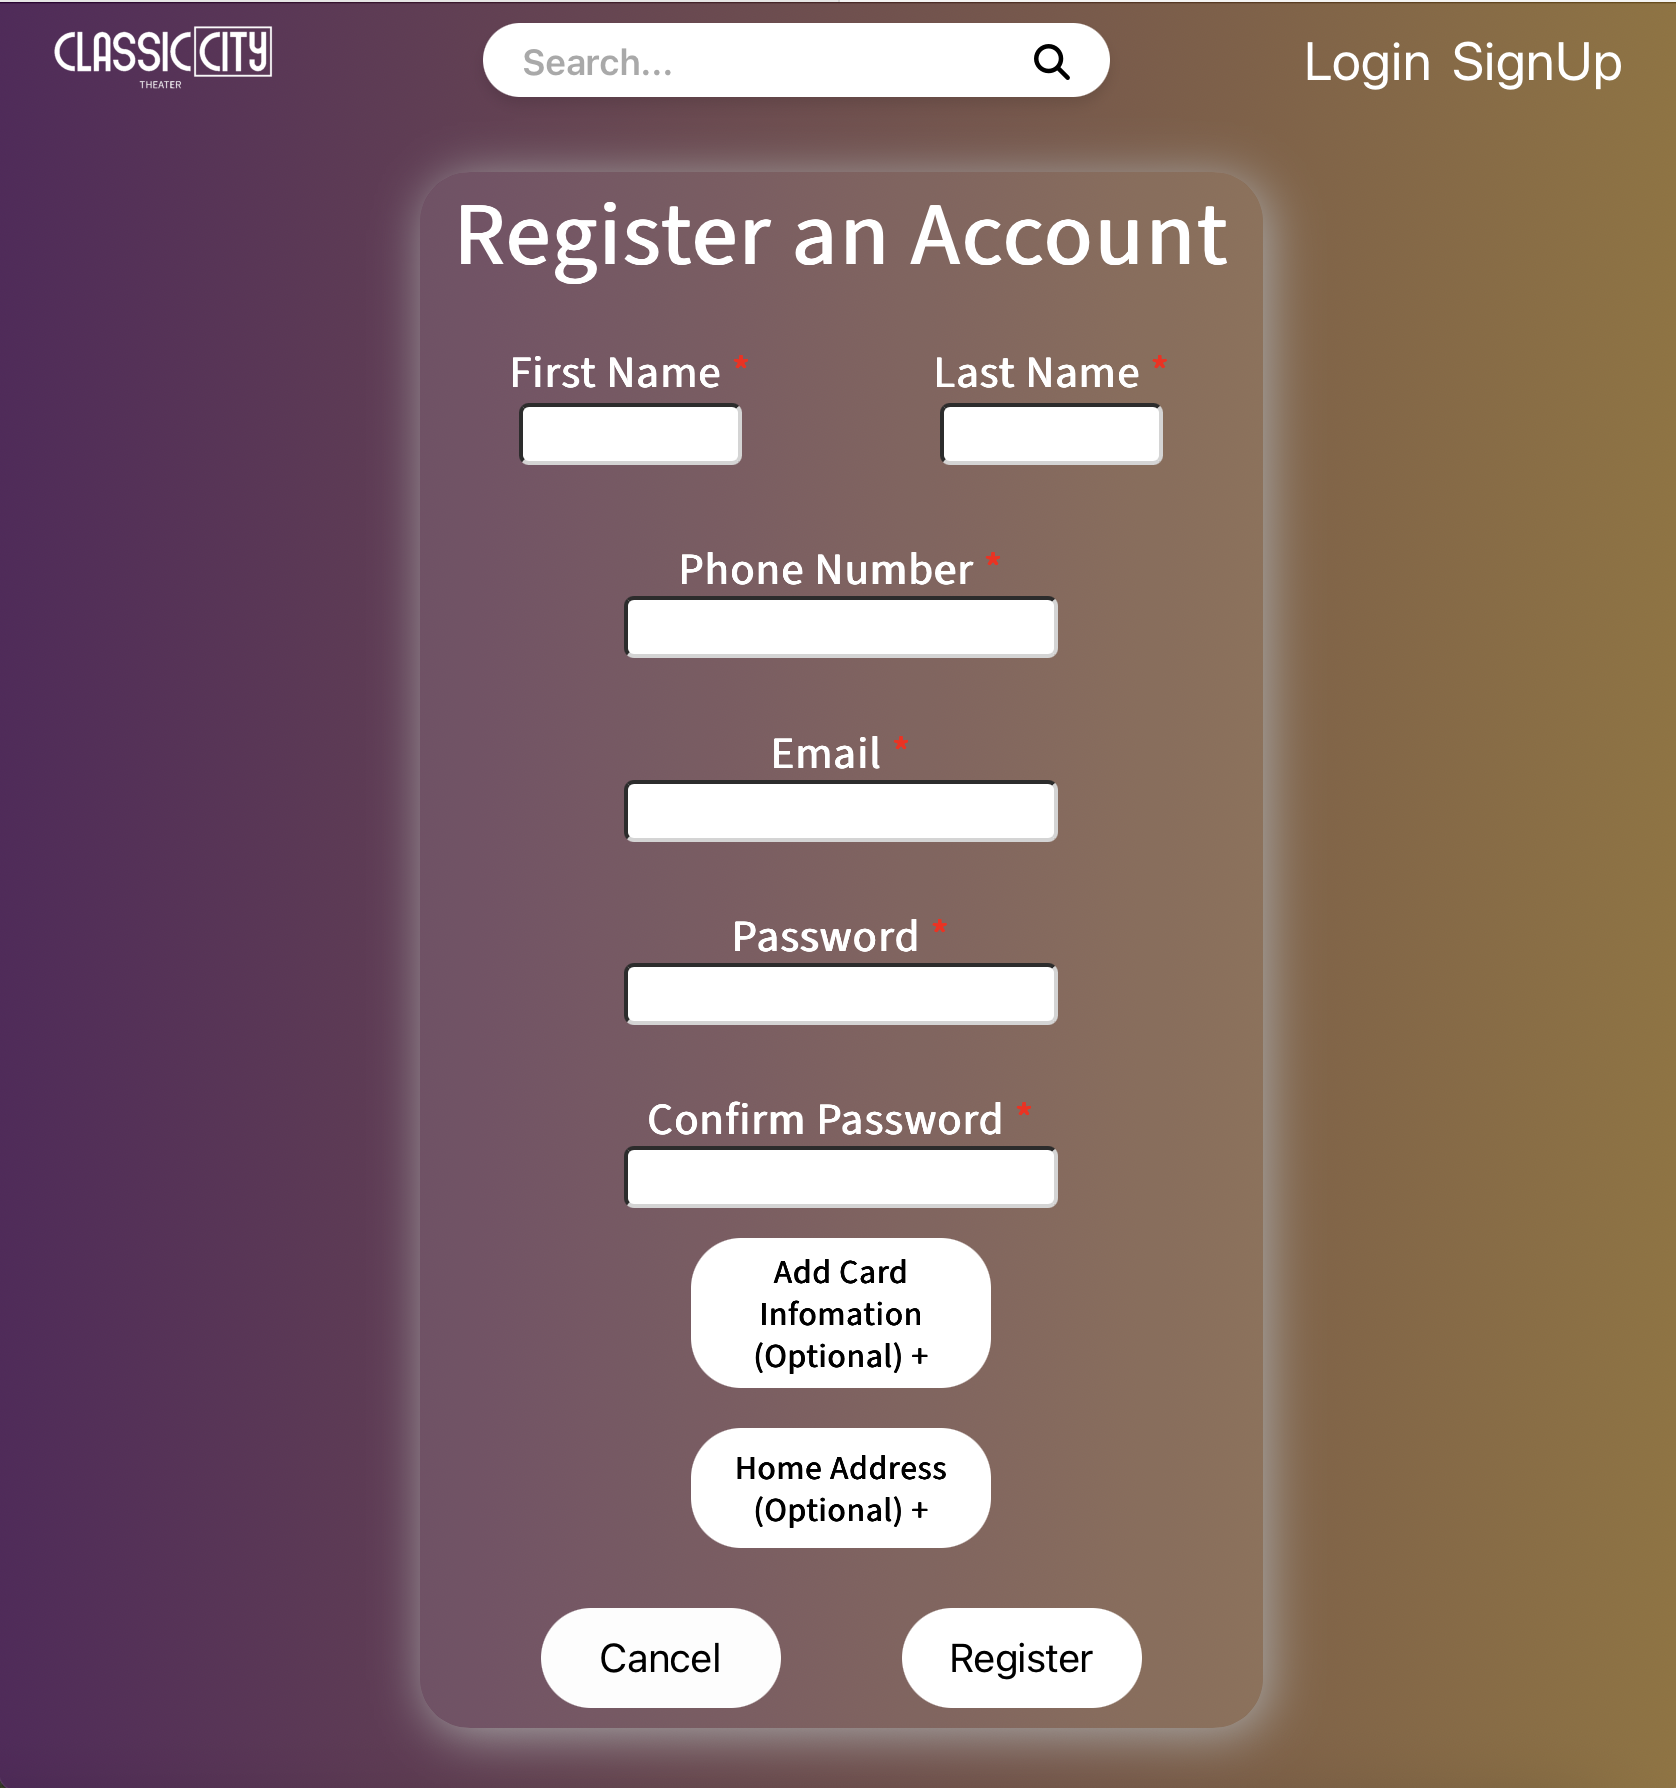 CLASSIC CITY
THEATER
Search...
Login SignUp
Register an Account
First Name *
Last Name *
Phone Number *
Email *
Password *
Confirm Password *
Add Card
Infomation
(Optional) +
Home Address
(Optional) +
Cancel
Register